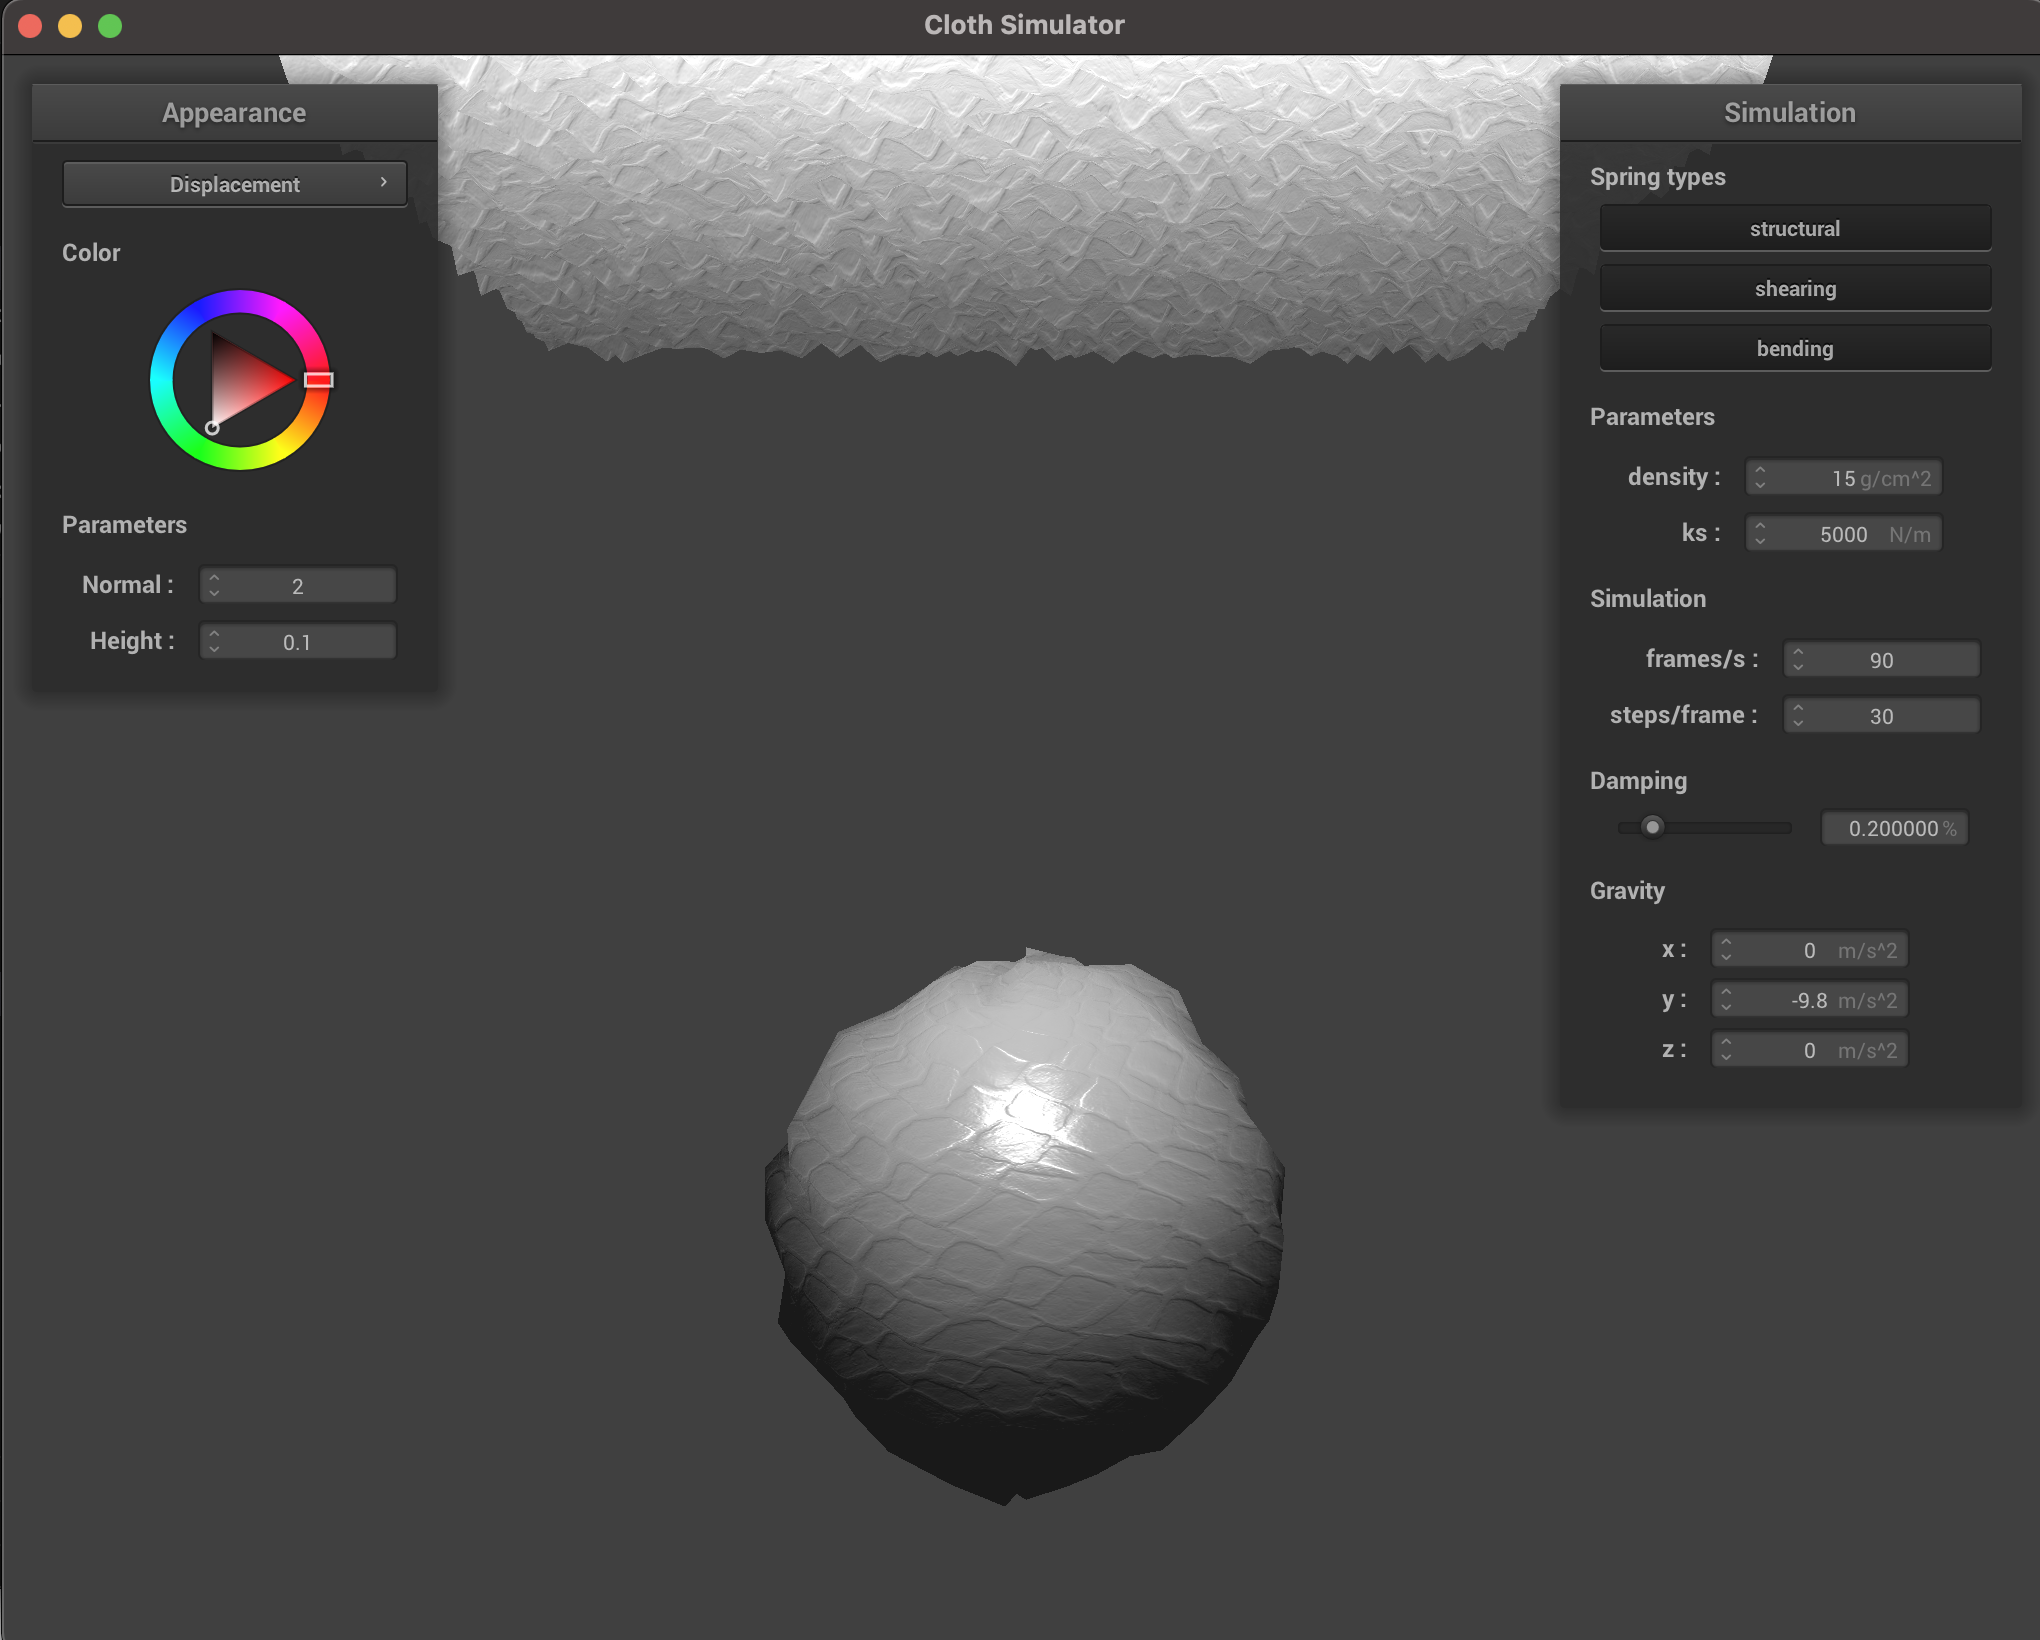 Cloth Simulator
Appearance
Displacement
Color
Parameters
Normal : 2
Height : 0.1
Simulation
Spring types
structural
shearing
bending
Parameters
density : 15 g/cm^2
ks : 5000 N/m
Simulation
frames/s : 90
steps/frame : 30
Damping
0.200000 %
Gravity
x : 0 m/s^2
y : -9.8 m/s^2
z : 0 m/s^2